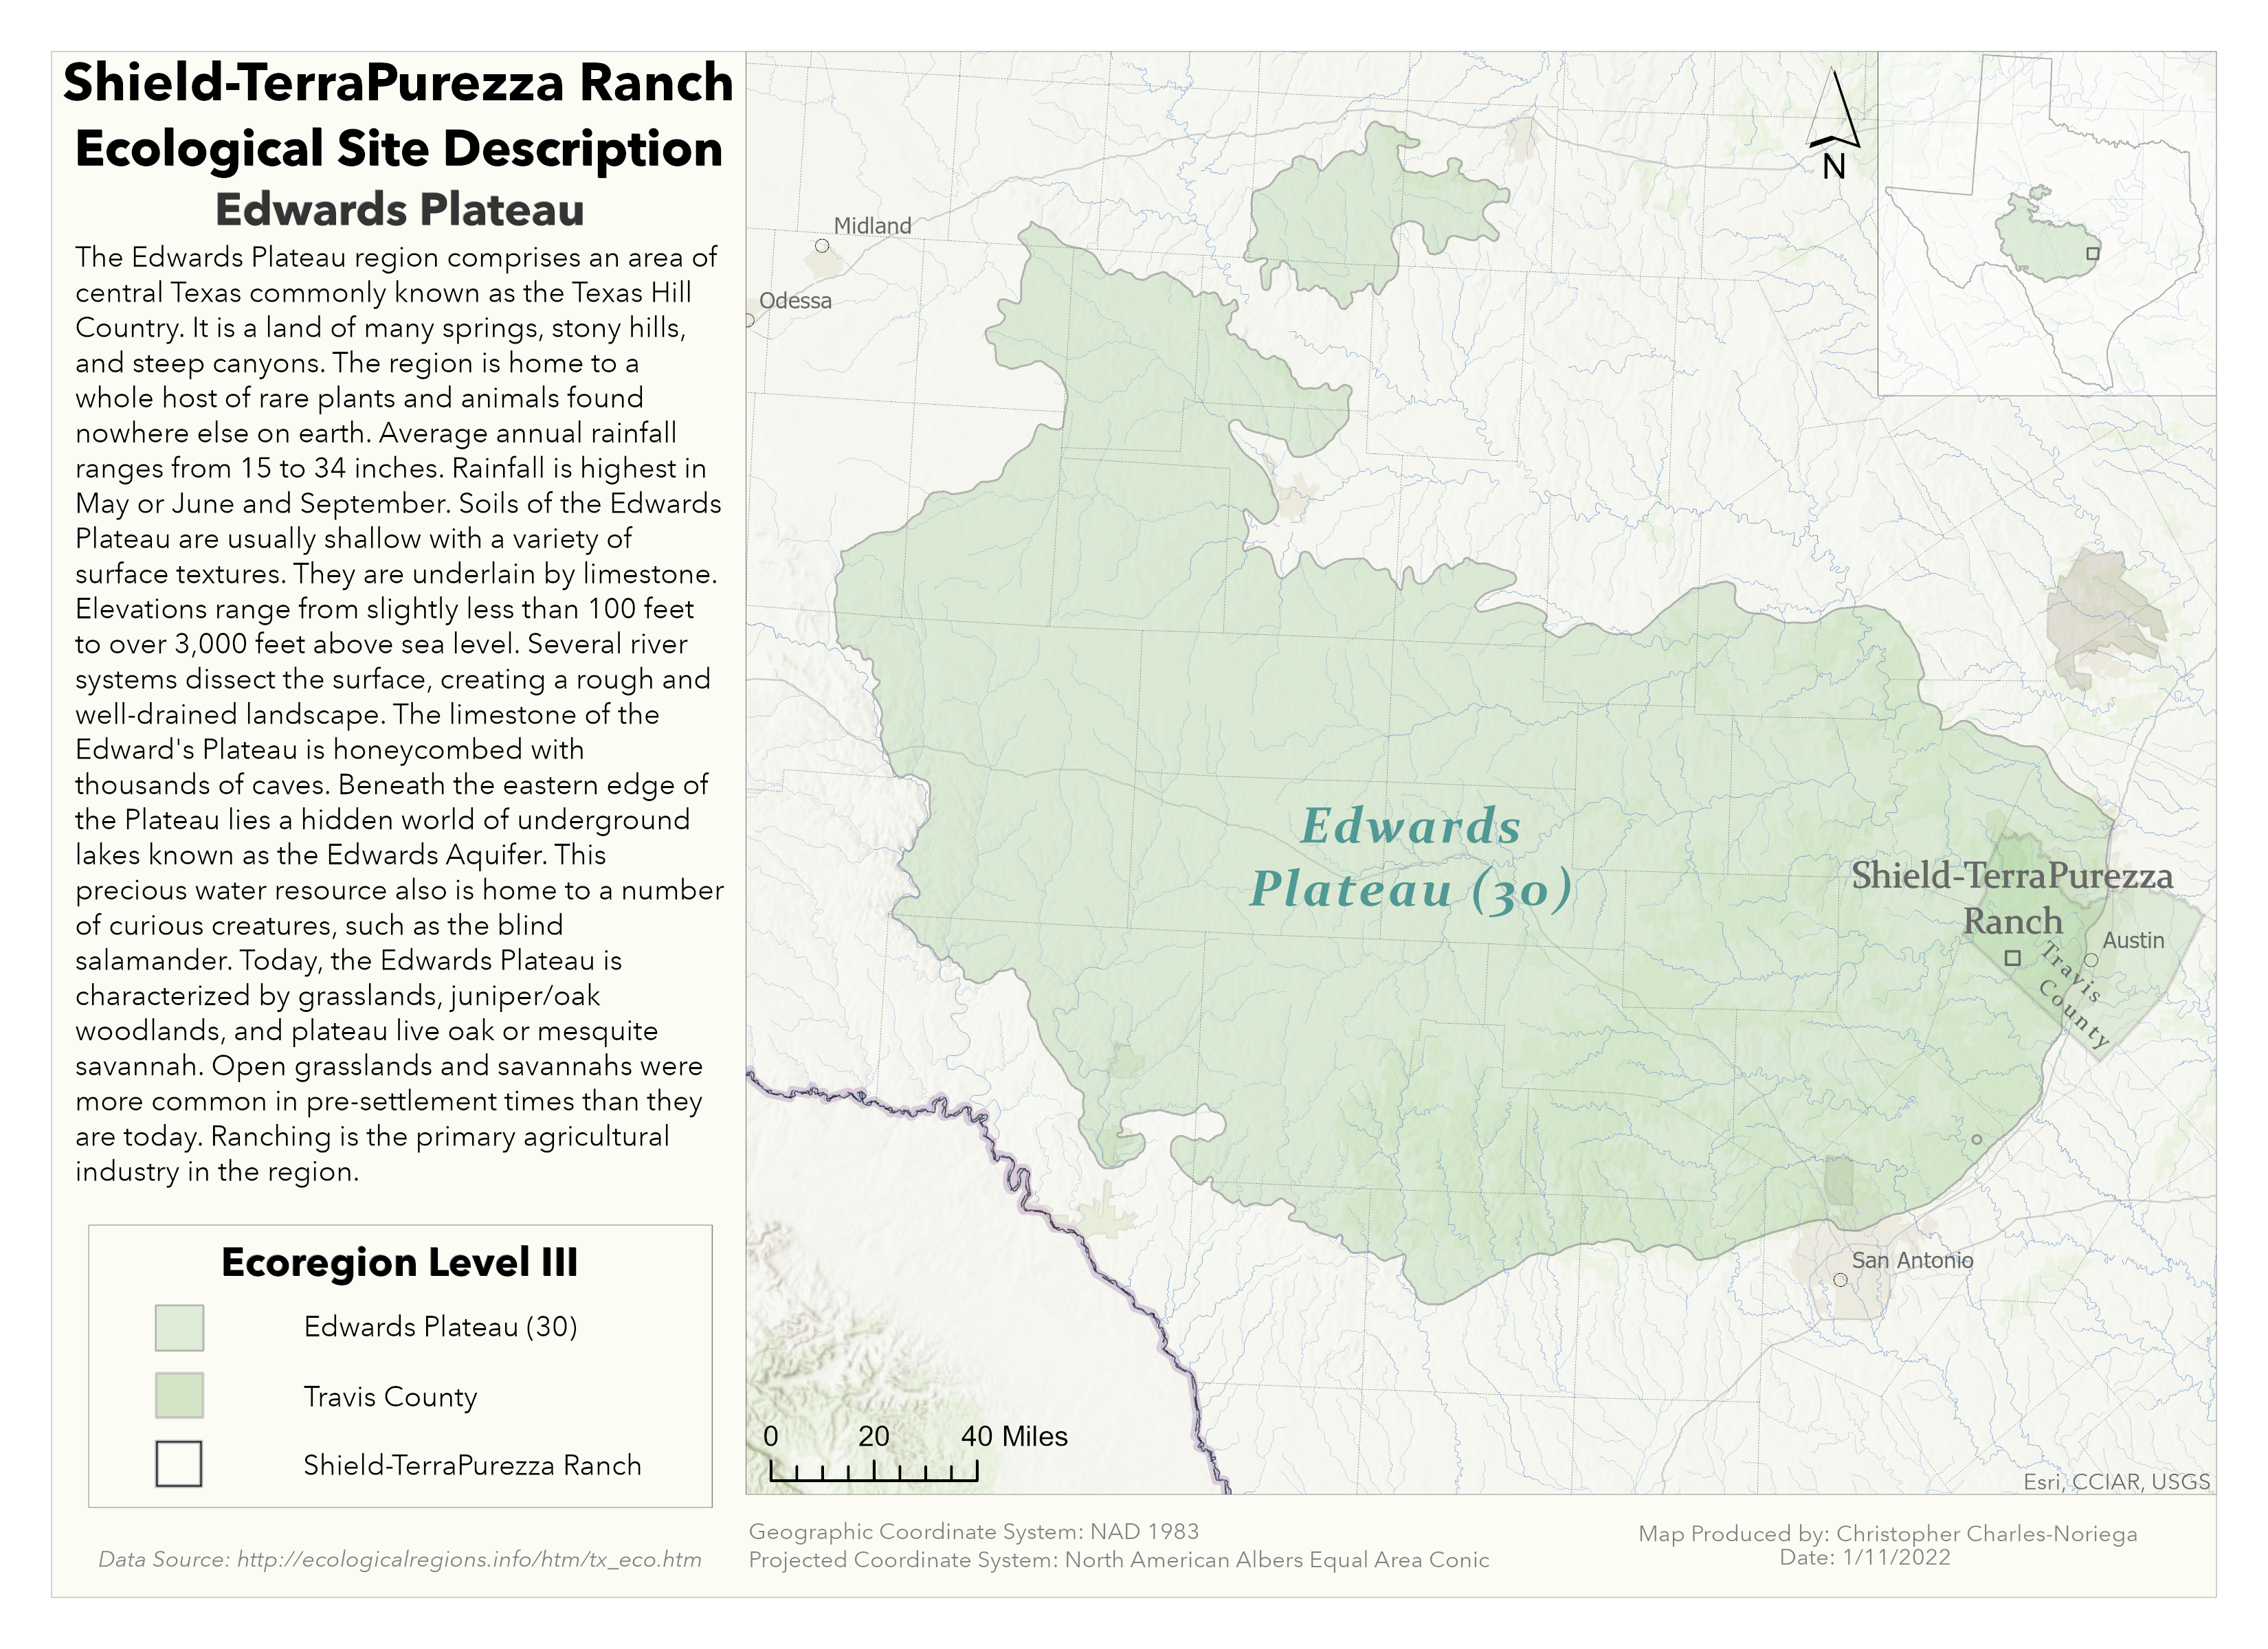 Shield-TerraPurezza Ranch
Ecological Site Description
Edwards Plateau
The Edwards Plateau region comprises an area of
central Texas commonly known as the Texas Hill
Country. It is a land of many springs, stony hills,
and steep canyons. The region is home to a
whole host of rare plants and animals found
nowhere else on earth. Average annual rainfall
ranges from 15 to 34 inches. Rainfall is highest in
May or June and September. Soils of the Edwards
Plateau are usually shallow with a variety of
surface textures. They are underlain by limestone.
Elevations range from slightly less than 100 feet
to over 3,000 feet above sea level. Several river
systems dissect the surface, creating a rough and
well-drained landscape. The limestone of the
Edward's Plateau is honeycombed with
thousands of caves. Beneath the eastern edge of
the Plateau lies a hidden world of underground
lakes known as the Edwards Aquifer. This
precious water resource also is home to a number
of curious creatures, such as the blind
salamander. Today, the Edwards Plateau is
characterized by grasslands, juniper/oak
woodlands, and plateau live oak or mesquite
savannah. Open grasslands and savannahs were
more common in pre-settlement times than they
are today. Ranching is the primary agricultural
industry in the region.
Ecoregion Level III
Edwards Plateau (30)
Travis County
Shield-TerraPurezza Ranch
Data Source: http://ecologicalregions.info/htm/tx_eco.htm
N
Midland
Odessa
Edwards
Plateau (30)
Shield-TerraPurezza
Ranch
Austin
Travis
County
San Antonio
0 20 40 Miles
Esri, CCIAR, USGS
Geographic Coordinate System: NAD 1983
Projected Coordinate System: North American Albers Equal Area Conic
Map Produced by: Christopher Charles-Noriega
Date: 1/11/2022